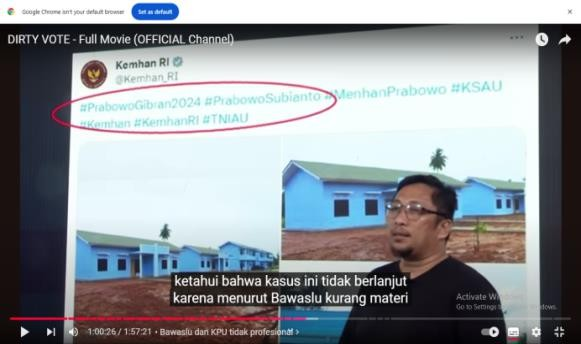 Google Chrome isn't your default browser
Set as default
DIRTY VOTE - Full Movie (OFFICIAL Channel)
Kemhan RI
@Kemhan_RI
#PrabowoGibran2024 #PrabowoSubianto #MenhanPrabowo #KSAU
#Kemhan #KemhanRI #TNIAU
ketahui bahwa kasus ini tidak berlanjut
karena menurut Bawaslu kurang materi
Activate Windows
Go to Settings to activate Windows.
1:00:26 / 1:57:21 • Bawaslu dan KPU tidak profesional >